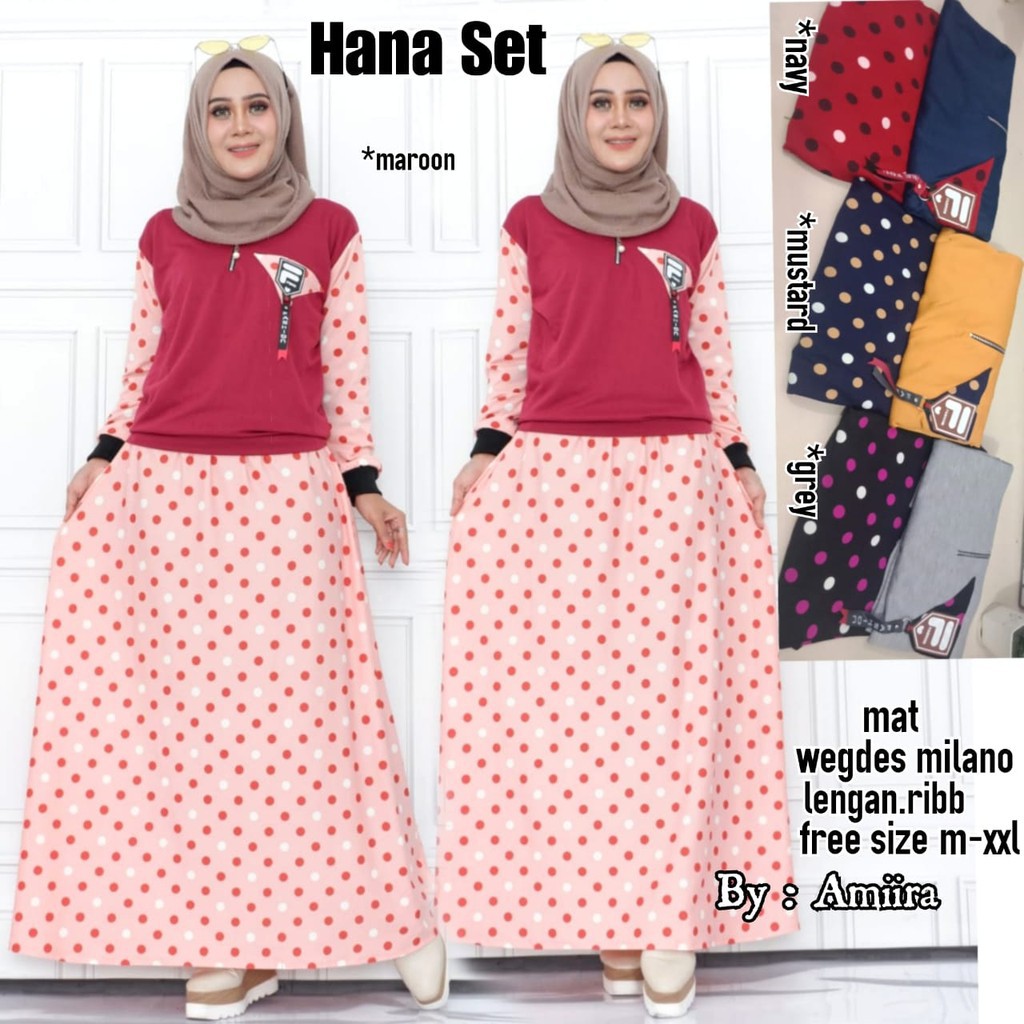 Hana Set
*maroon
*navy
*mustard
*grey
mat
wegdes milano
lengan.ribb
free size m-xxl
By : Amiira